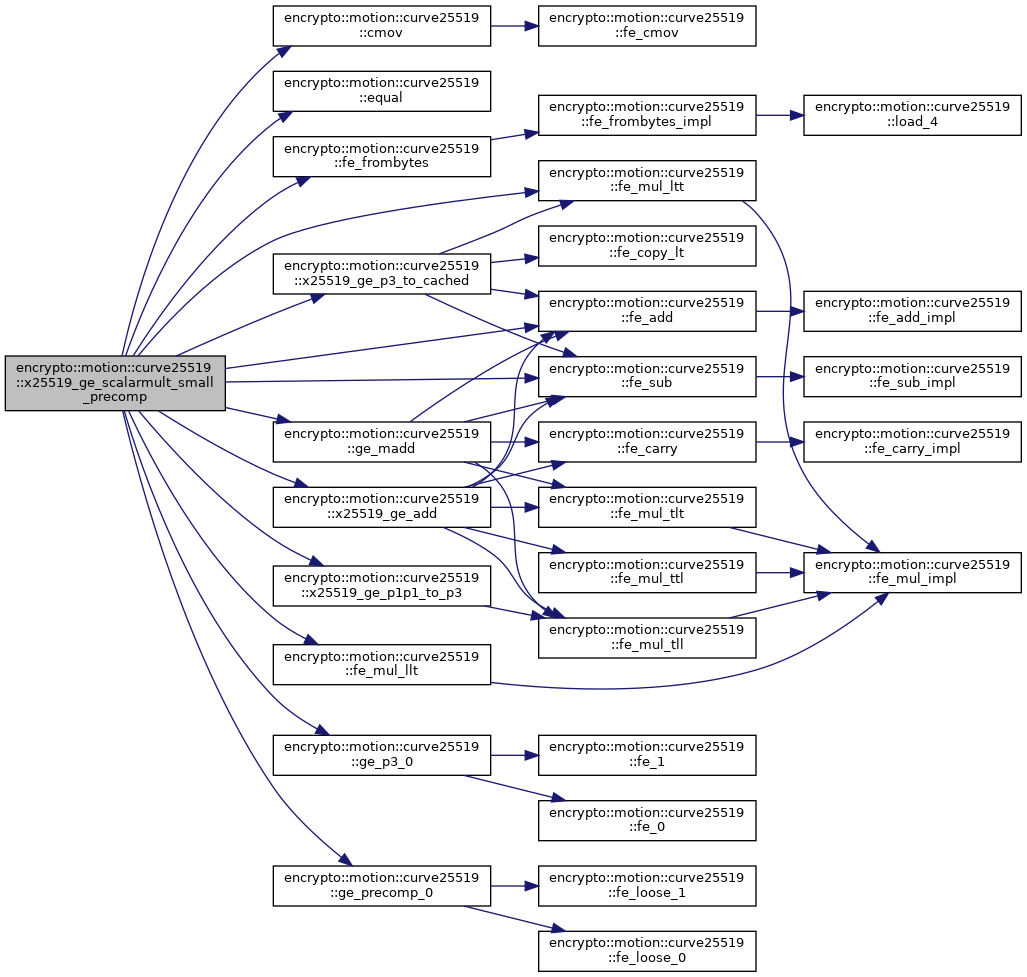 encrypto::motion::curve25519
::x25519_ge_scalarmult_small
_precomp
encrypto::motion::curve25519
::cmov
encrypto::motion::curve25519
::equal
encrypto::motion::curve25519
::fe_frombytes
encrypto::motion::curve25519
::x25519_ge_p3_to_cached
encrypto::motion::curve25519
::ge_madd
encrypto::motion::curve25519
::x25519_ge_add
encrypto::motion::curve25519
::x25519_ge_p1p1_to_p3
encrypto::motion::curve25519
::fe_mul_llt
encrypto::motion::curve25519
::ge_p3_0
encrypto::motion::curve25519
::ge_precomp_0
encrypto::motion::curve25519
::fe_cmov
encrypto::motion::curve25519
::fe_frombytes_impl
encrypto::motion::curve25519
::fe_mul_ltt
encrypto::motion::curve25519
::fe_copy_lt
encrypto::motion::curve25519
::fe_add
encrypto::motion::curve25519
::fe_sub
encrypto::motion::curve25519
::fe_carry
encrypto::motion::curve25519
::fe_mul_tlt
encrypto::motion::curve25519
::fe_mul_ttl
encrypto::motion::curve25519
::fe_mul_tll
encrypto::motion::curve25519
::fe_1
encrypto::motion::curve25519
::fe_0
encrypto::motion::curve25519
::fe_loose_1
encrypto::motion::curve25519
::fe_loose_0
encrypto::motion::curve25519
::load_4
encrypto::motion::curve25519
::fe_add_impl
encrypto::motion::curve25519
::fe_sub_impl
encrypto::motion::curve25519
::fe_carry_impl
encrypto::motion::curve25519
::fe_mul_impl